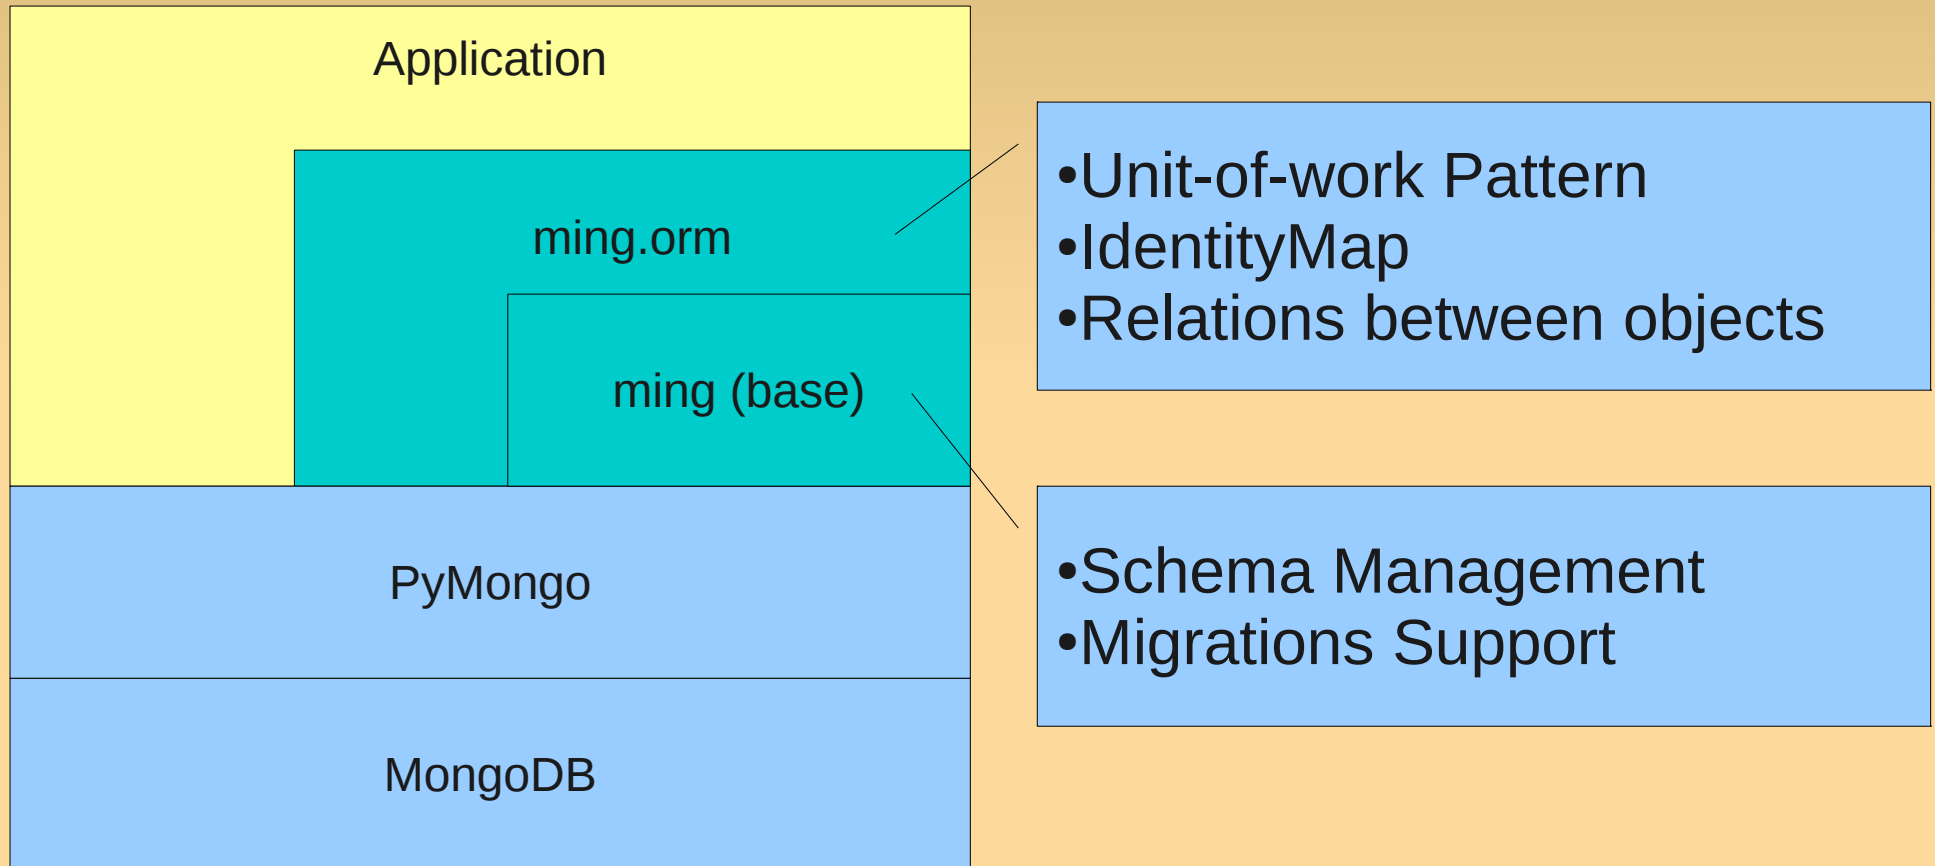 Application
ming.orm
ming (base)
PyMongo
MongoDB
•Unit-of-work Pattern
•IdentityMap
•Relations between objects
•Schema Management
•Migrations Support